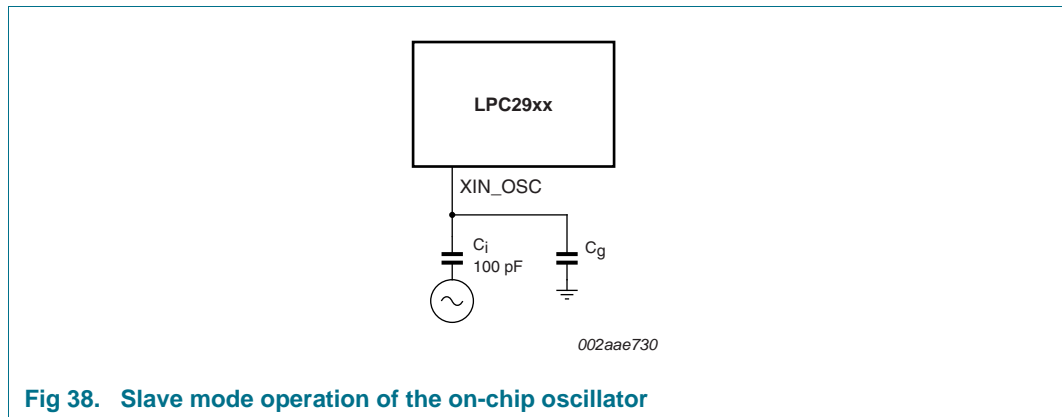 LPC29xx
XIN_OSC
Ci
100 pF
Cg
002aae730
Fig 38. Slave mode operation of the on-chip oscillator